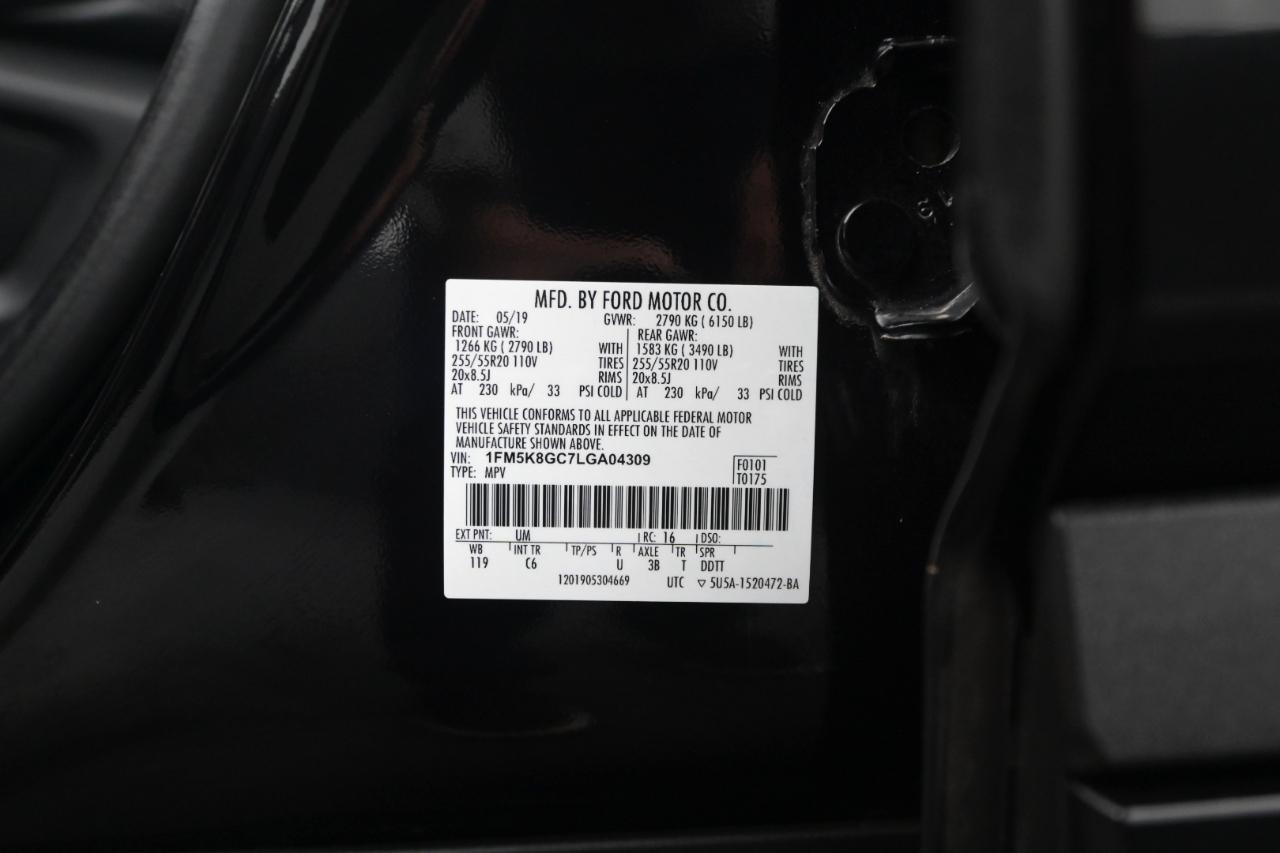 MFD. BY FORD MOTOR CO.
DATE: 05/19 GVWR: 2790 KG ( 6150 LB)
FRONT GAWR: REAR GAWR:
1266 KG ( 2790 LB) WITH 1583 KG ( 3490 LB) WITH
255/55R20 110V TIRES 255/55R20 110V TIRES
20x8.5J RIMS 20x8.5J RIMS
AT 230 kPa/ 33 PSI COLD AT 230 kPa/ 33 PSI COLD
THIS VEHICLE CONFORMS TO ALL APPLICABLE FEDERAL MOTOR
VEHICLE SAFETY STANDARDS IN EFFECT ON THE DATE OF
MANUFACTURE SHOWN ABOVE.
VIN: 1FM5K8GC7LGA04309
TYPE: MPV
F0101
T0175
EXT PNT: UM RC: 16 DSO:
WB INT TR TP/PS R AXLE TR SPR
119 C6 U 3B T DDTT
1201905304669 UTC ▽ 5U5A-1520472-BA